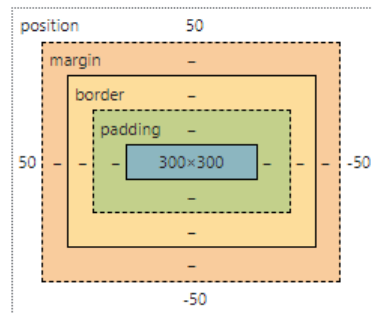 position 50
margin –
border –
padding –
50 – – – 300×300 – – – -50
–
–
–
-50